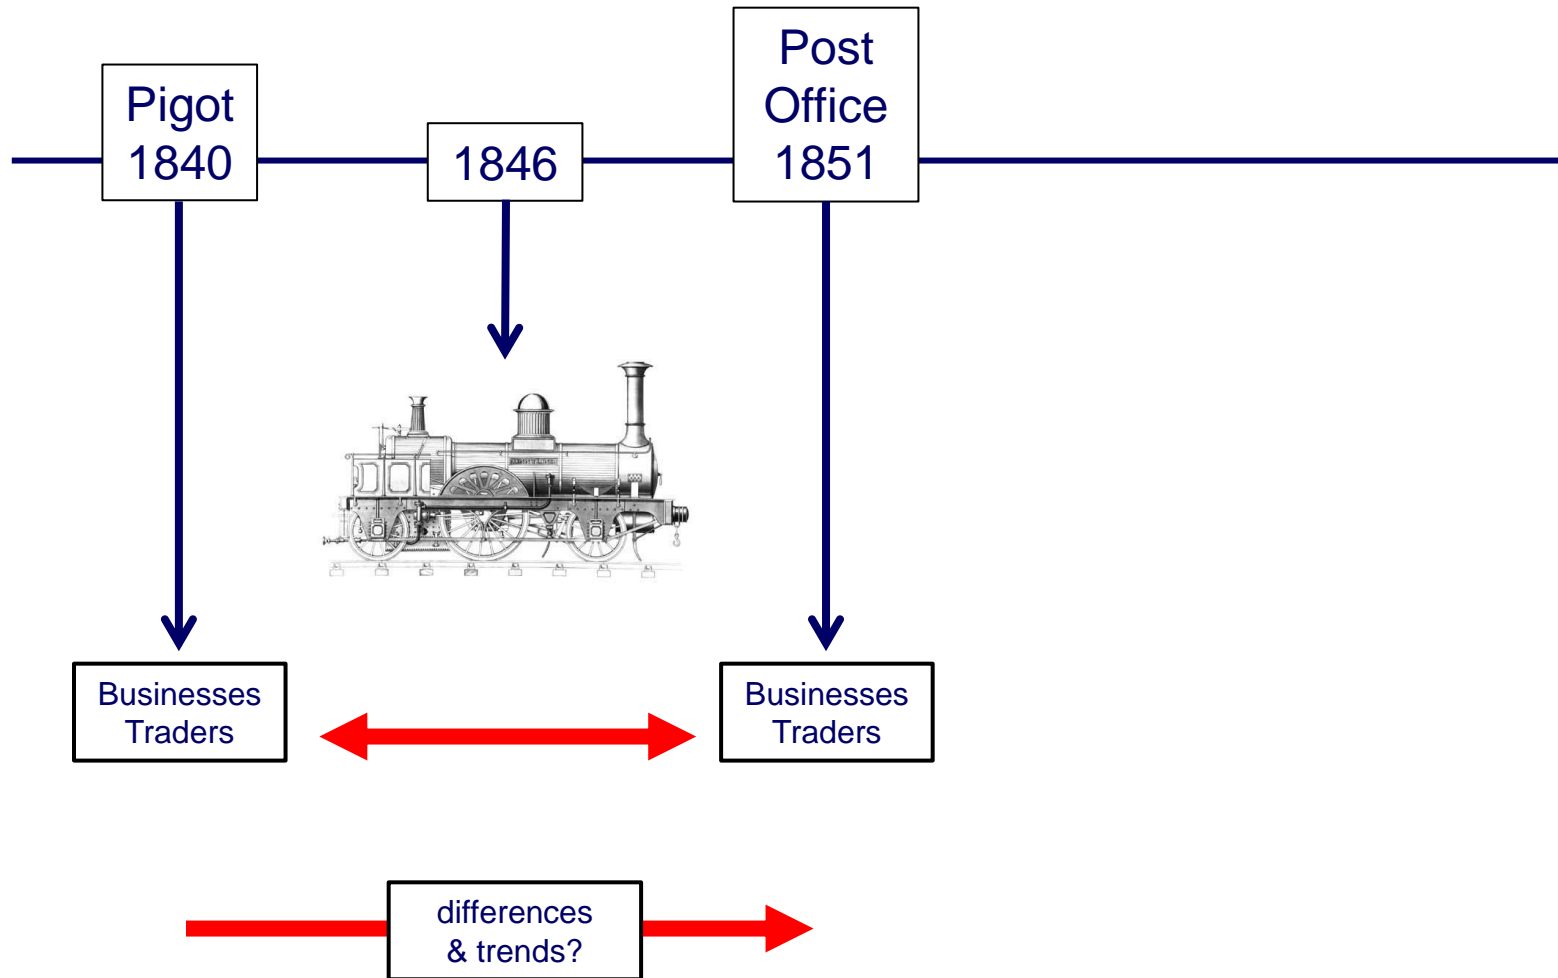 Pigot
1840
1846
Post
Office
1851
Businesses
Traders
Businesses
Traders
differences
& trends?